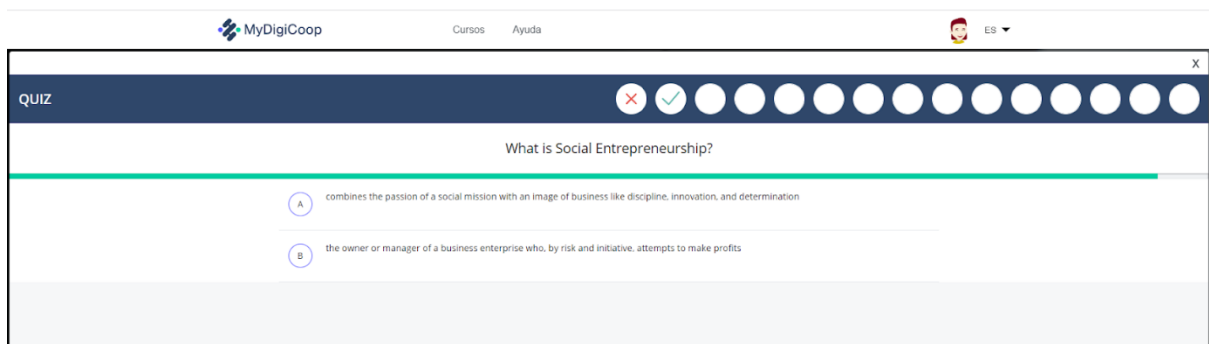 MyDigiCoop Cursos Ayuda ES
X
QUIZ
What is Social Entrepreneurship?
A combines the passion of a social mission with an image of business like discipline, innovation, and determination
B the owner or manager of a business enterprise who, by risk and initiative, attempts to make profits